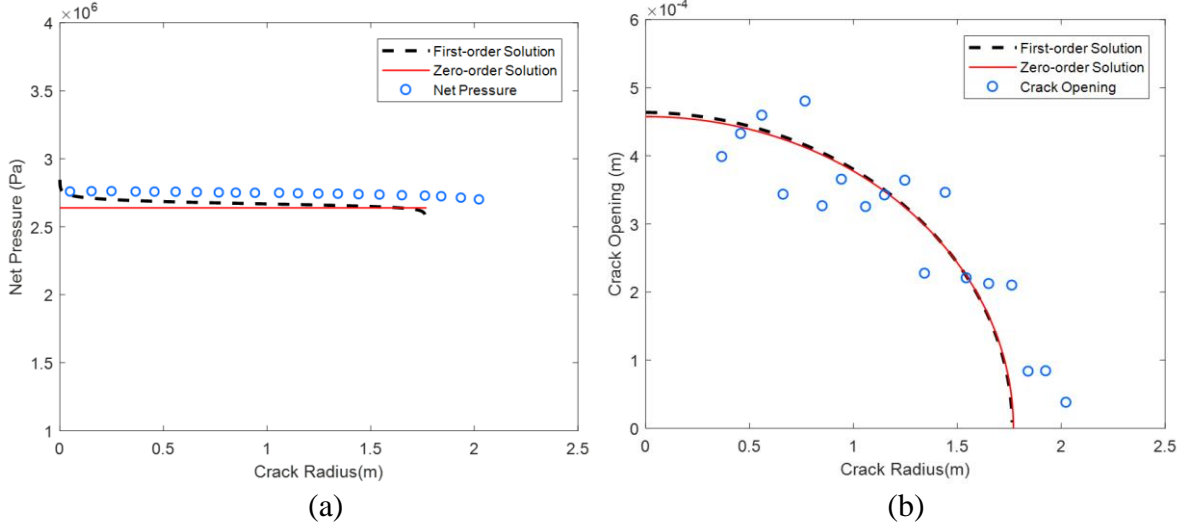 ×10⁶
4
3.5
3
2.5
2
1.5
1
Net Pressure (Pa)
0
0.5
1
1.5
2
2.5
Crack Radius(m)
First-order Solution
Zero-order Solution
Net Pressure
(a)
×10⁻⁴
6
5
4
3
2
1
0
Crack Opening (m)
0
0.5
1
1.5
2
2.5
Crack Radius(m)
First-order Solution
Zero-order Solution
Crack Opening
(b)